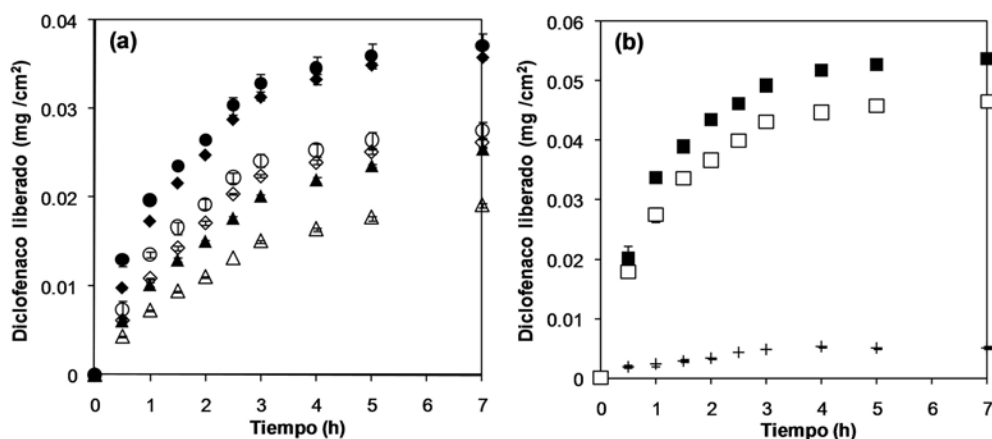 (a)
Diclofenaco liberado (mg /cm²)
0.04
0.03
0.02
0.01
0
0 1 2 3 4 5 6 7
Tiempo (h)
(b)
Diclofenaco liberado (mg /cm²)
0.06
0.05
0.04
0.03
0.02
0.01
0.00
0 1 2 3 4 5 6 7
Tiempo (h)